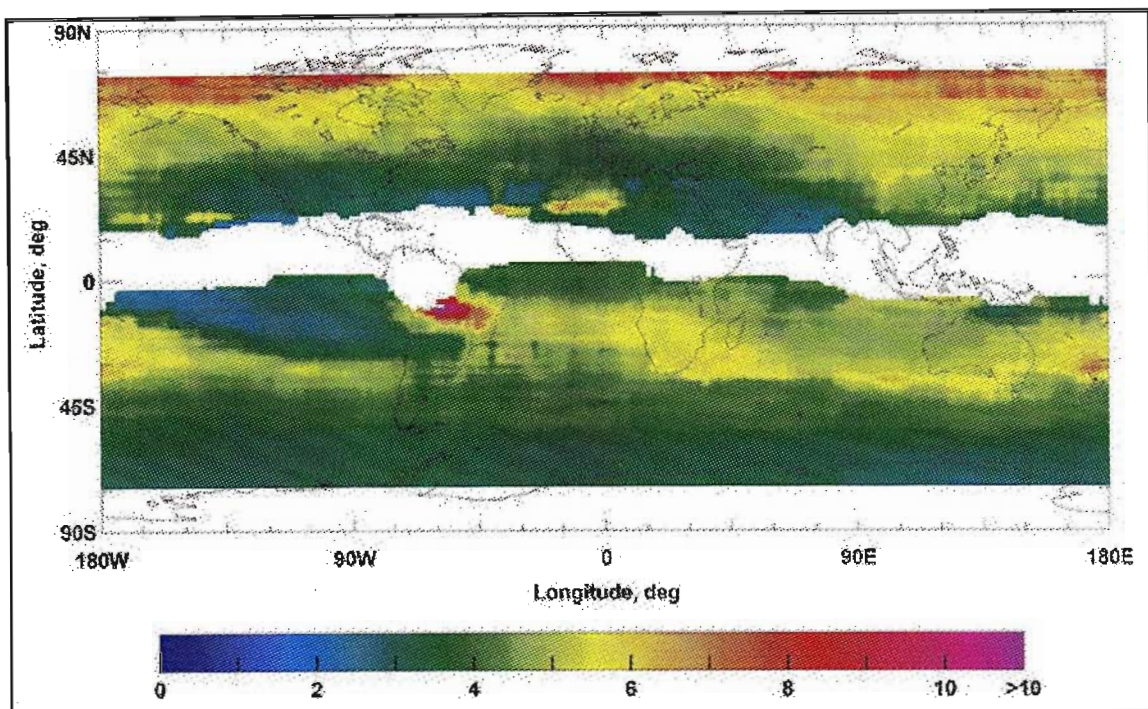 90N
45N
0
45S
90S
Latitude, deg
180W 90W 0 90E 180E
Longitude, deg
0 2 4 6 8 10 >10